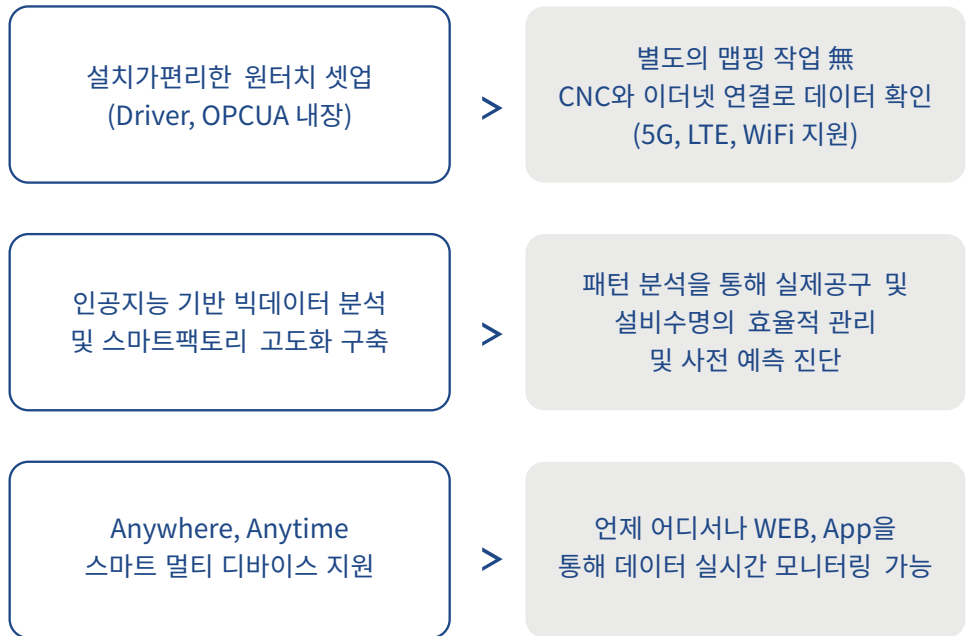 설치가편리한 원터치 셋업
(Driver, OPCUA 내장)
>
별도의 맵핑 작업 無
CNC와 이더넷 연결로 데이터 확인
(5G, LTE, WiFi 지원)
인공지능 기반 빅데이터 분석
및 스마트팩토리 고도화 구축
>
패턴 분석을 통해 실제공구 및
설비수명의 효율적 관리
및 사전 예측 진단
Anywhere, Anytime
스마트 멀티 디바이스 지원
>
언제 어디서나 WEB, App을
통해 데이터 실시간 모니터링 가능